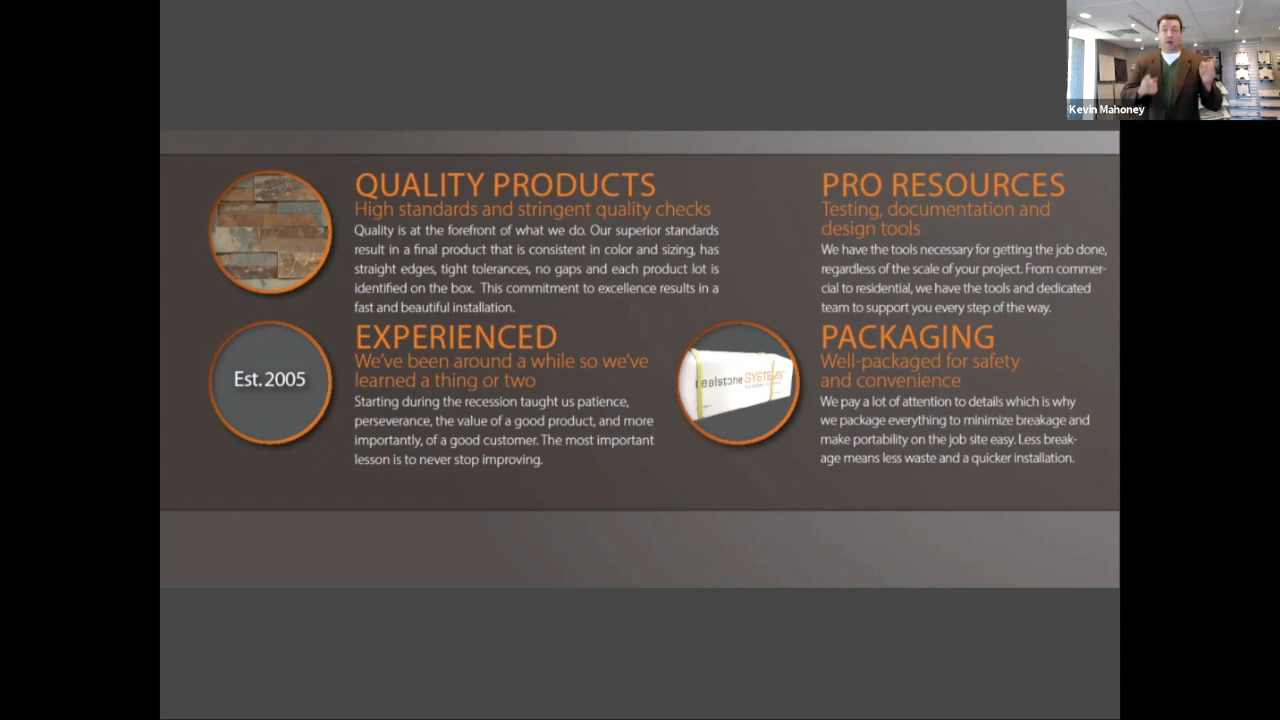 Kevin Mahoney
QUALITY PRODUCTS
High standards and stringent quality checks
Quality is at the forefront of what we do. Our superior standards
result in a final product that is consistent in color and sizing, has
straight edges, tight tolerances, no gaps and each product lot is
identified on the box. This commitment to excellence results in a
fast and beautiful installation.
PRO RESOURCES
Testing, documentation and
design tools
We have the tools necessary for getting the job done,
regardless of the scale of your project. From commer-
cial to residential, we have the tools and dedicated
team to support you every step of the way.
Est. 2005
EXPERIENCED
We've been around a while so we've
learned a thing or two
Starting during the recession taught us patience,
perseverance, the value of a good product, and more
importantly, of a good customer. The most important
lesson is to never stop improving.
realstone SYSTEMS
PACKAGING
Well-packaged for safety
and convenience
We pay a lot of attention to details which is why
we package everything to minimize breakage and
make portability on the job site easy. Less break-
age means less waste and a quicker installation.